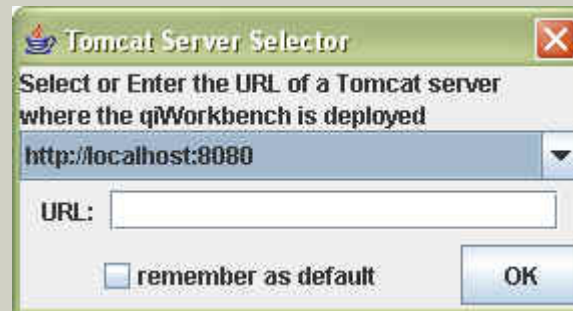 Tomcat Server Selector
Select or Enter the URL of a Tomcat server
where the qiWorkbench is deployed
http://localhost:8080
URL:
remember as default
OK